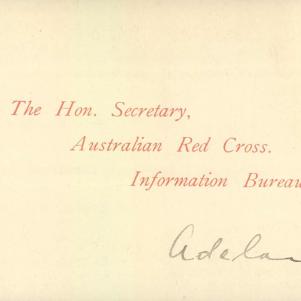 The Hon. Secretary,
Australian Red Cross.
Information Bureau
Adela